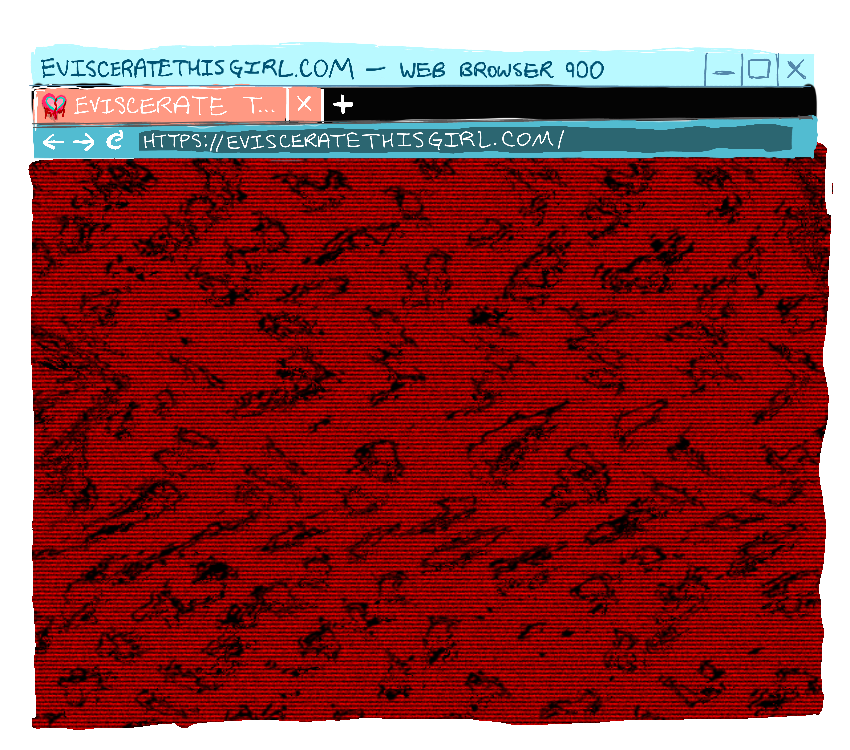 EVISCERATETHISGIRL.COM — WEB BROWSER 900
EVISCERATE T...
HTTPS://EVISCERATETHISGIRL.COM/